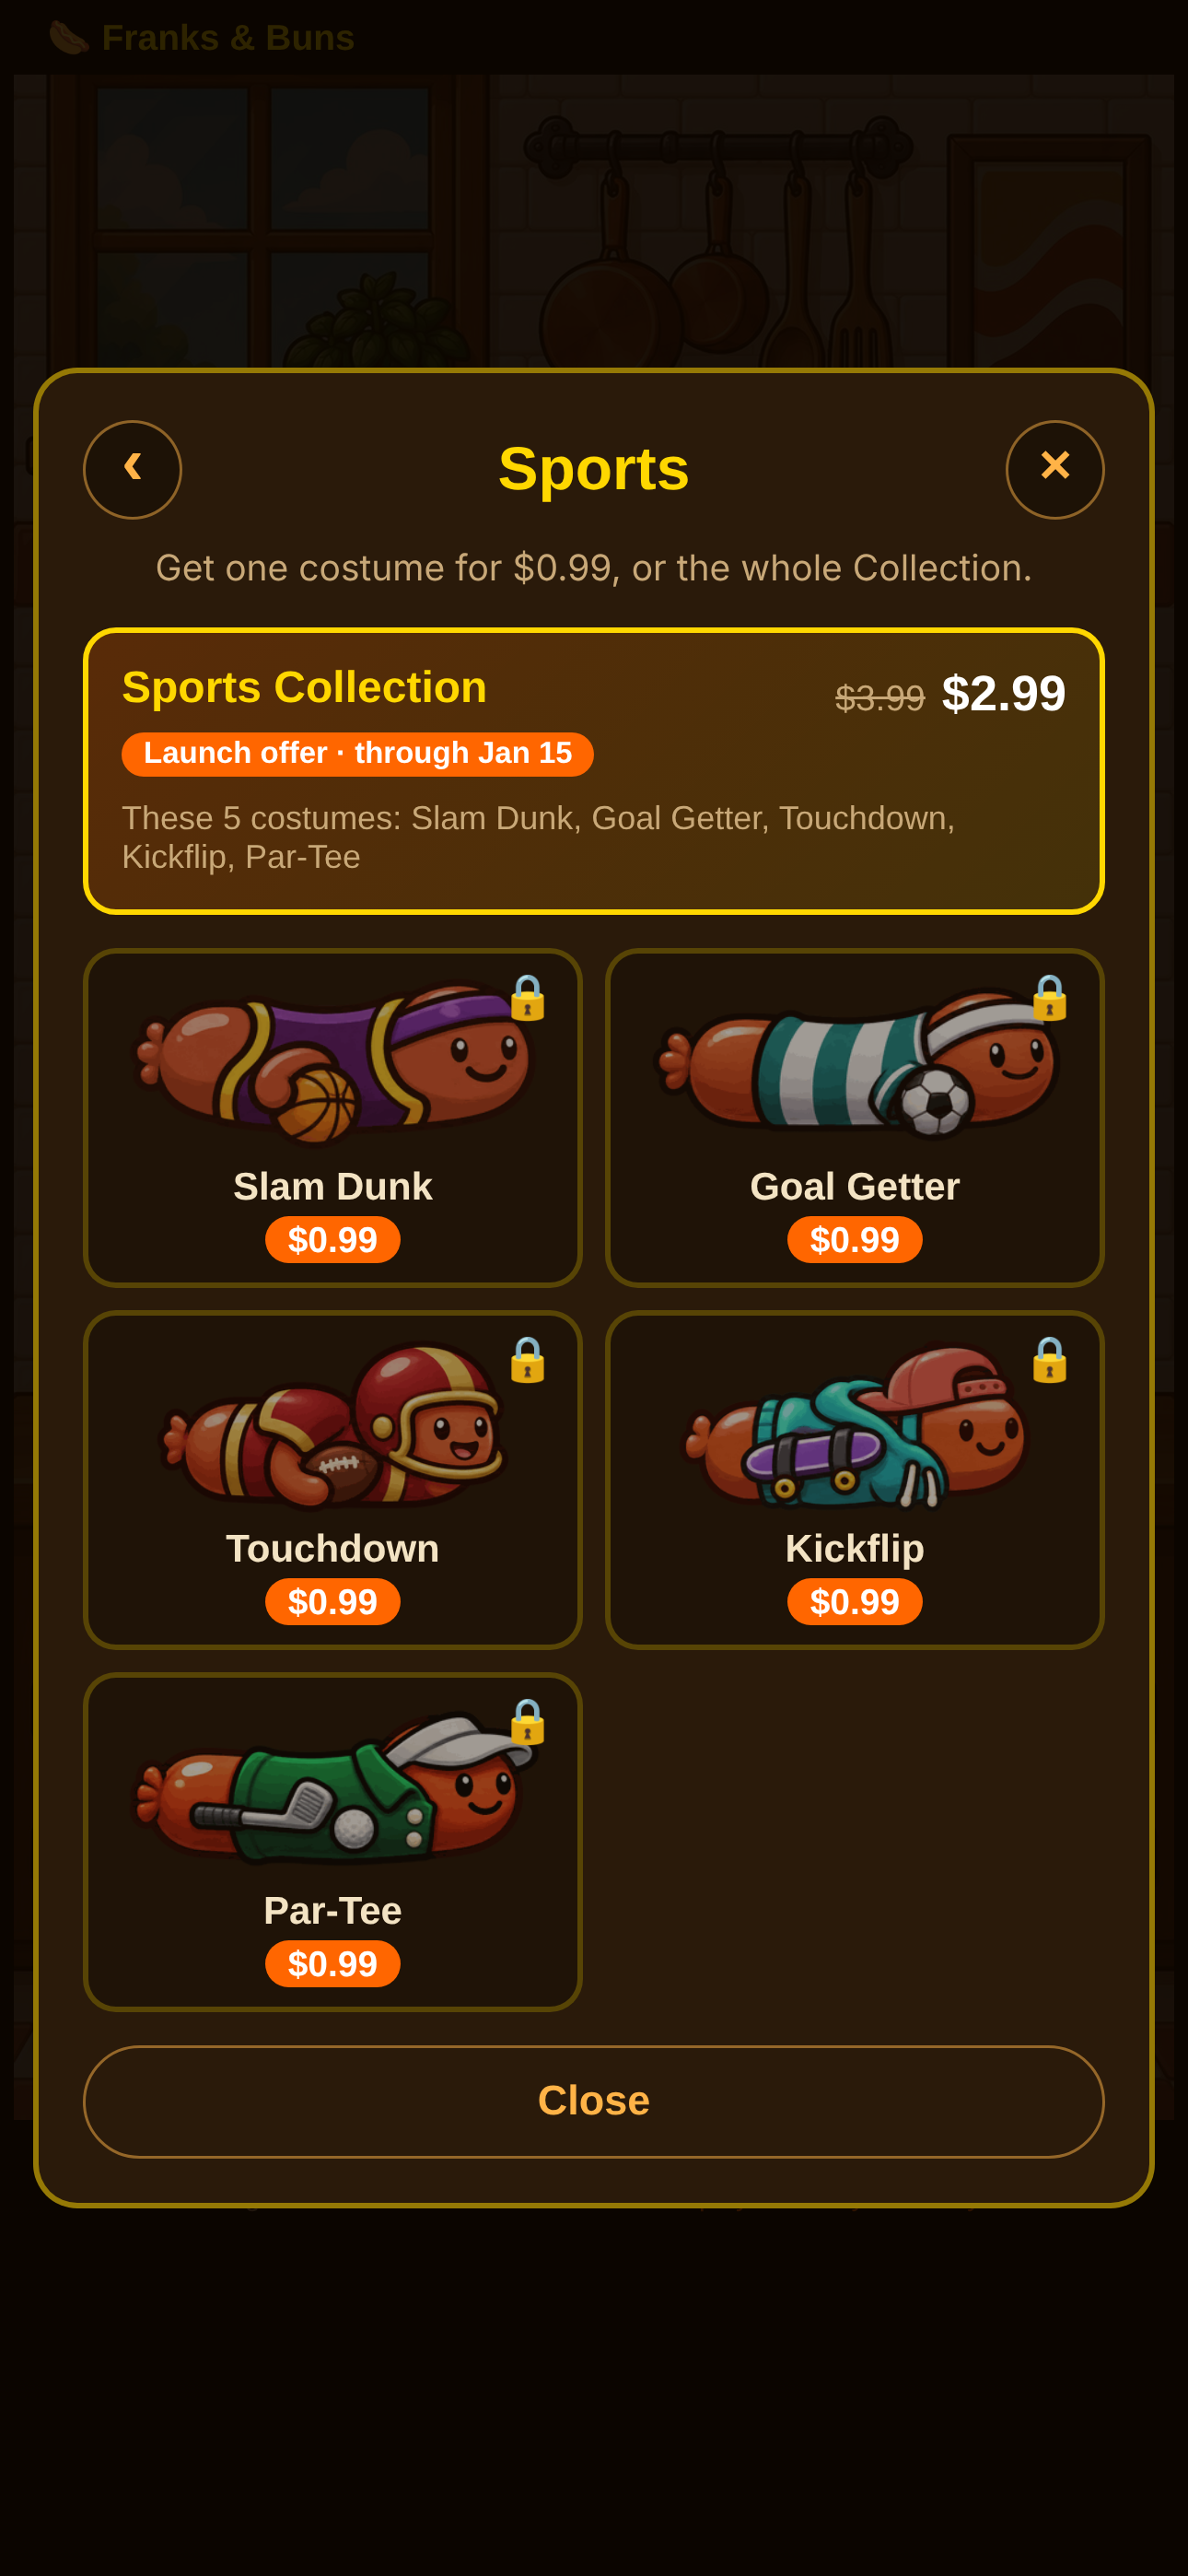 Franks & Buns
Sports
Get one costume for $0.99, or the whole Collection.
Sports Collection
$3.99 $2.99
Launch offer · through Jan 15
These 5 costumes: Slam Dunk, Goal Getter, Touchdown,
Kickflip, Par-Tee
Slam Dunk
$0.99
Goal Getter
$0.99
Touchdown
$0.99
Kickflip
$0.99
Par-Tee
$0.99
Close